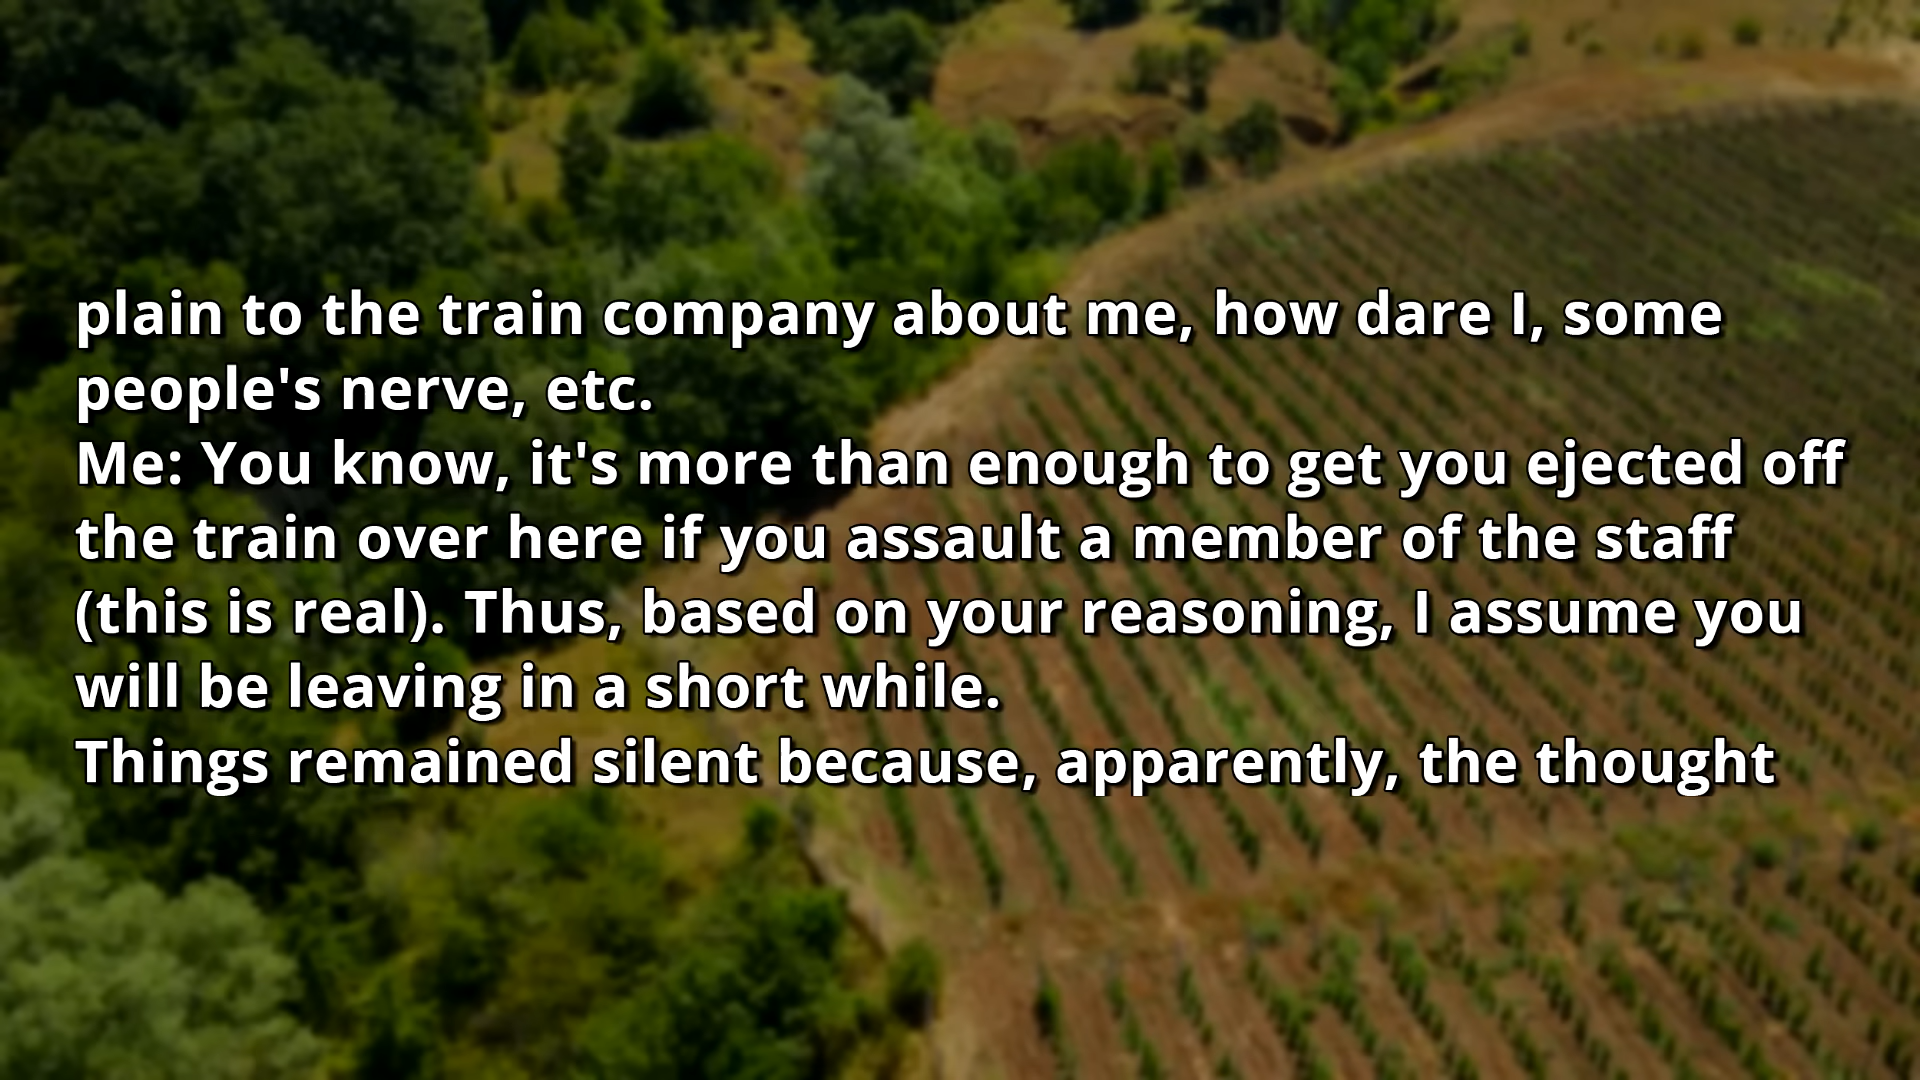 plain to the train company about me, how dare I, some
people's nerve, etc.
Me: You know, it's more than enough to get you ejected off
the train over here if you assault a member of the staff
(this is real). Thus, based on your reasoning, I assume you
will be leaving in a short while.
Things remained silent because, apparently, the thought